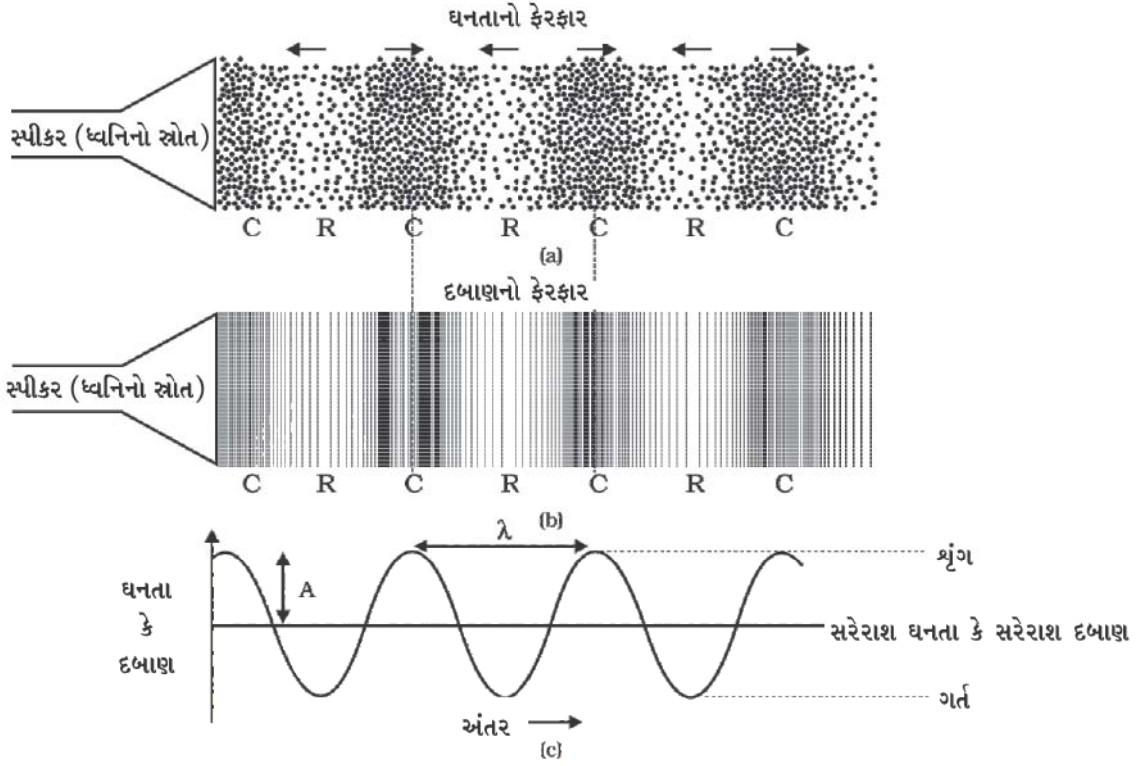 ઘનતાનો ફેરફાર
સ્પીકર (ધ્વનિનો સ્રોત)
C R C R C R C
(a)
દબાણનો ફેરફાર
સ્પીકર (ધ્વનિનો સ્રોત)
C R C R C R C
(b)
λ
શૃંગ
A
ઘનતા
કે
દબાણ
સરેરાશ ઘનતા કે સરેરાશ દબાણ
ગર્ત
અંતર
(c)